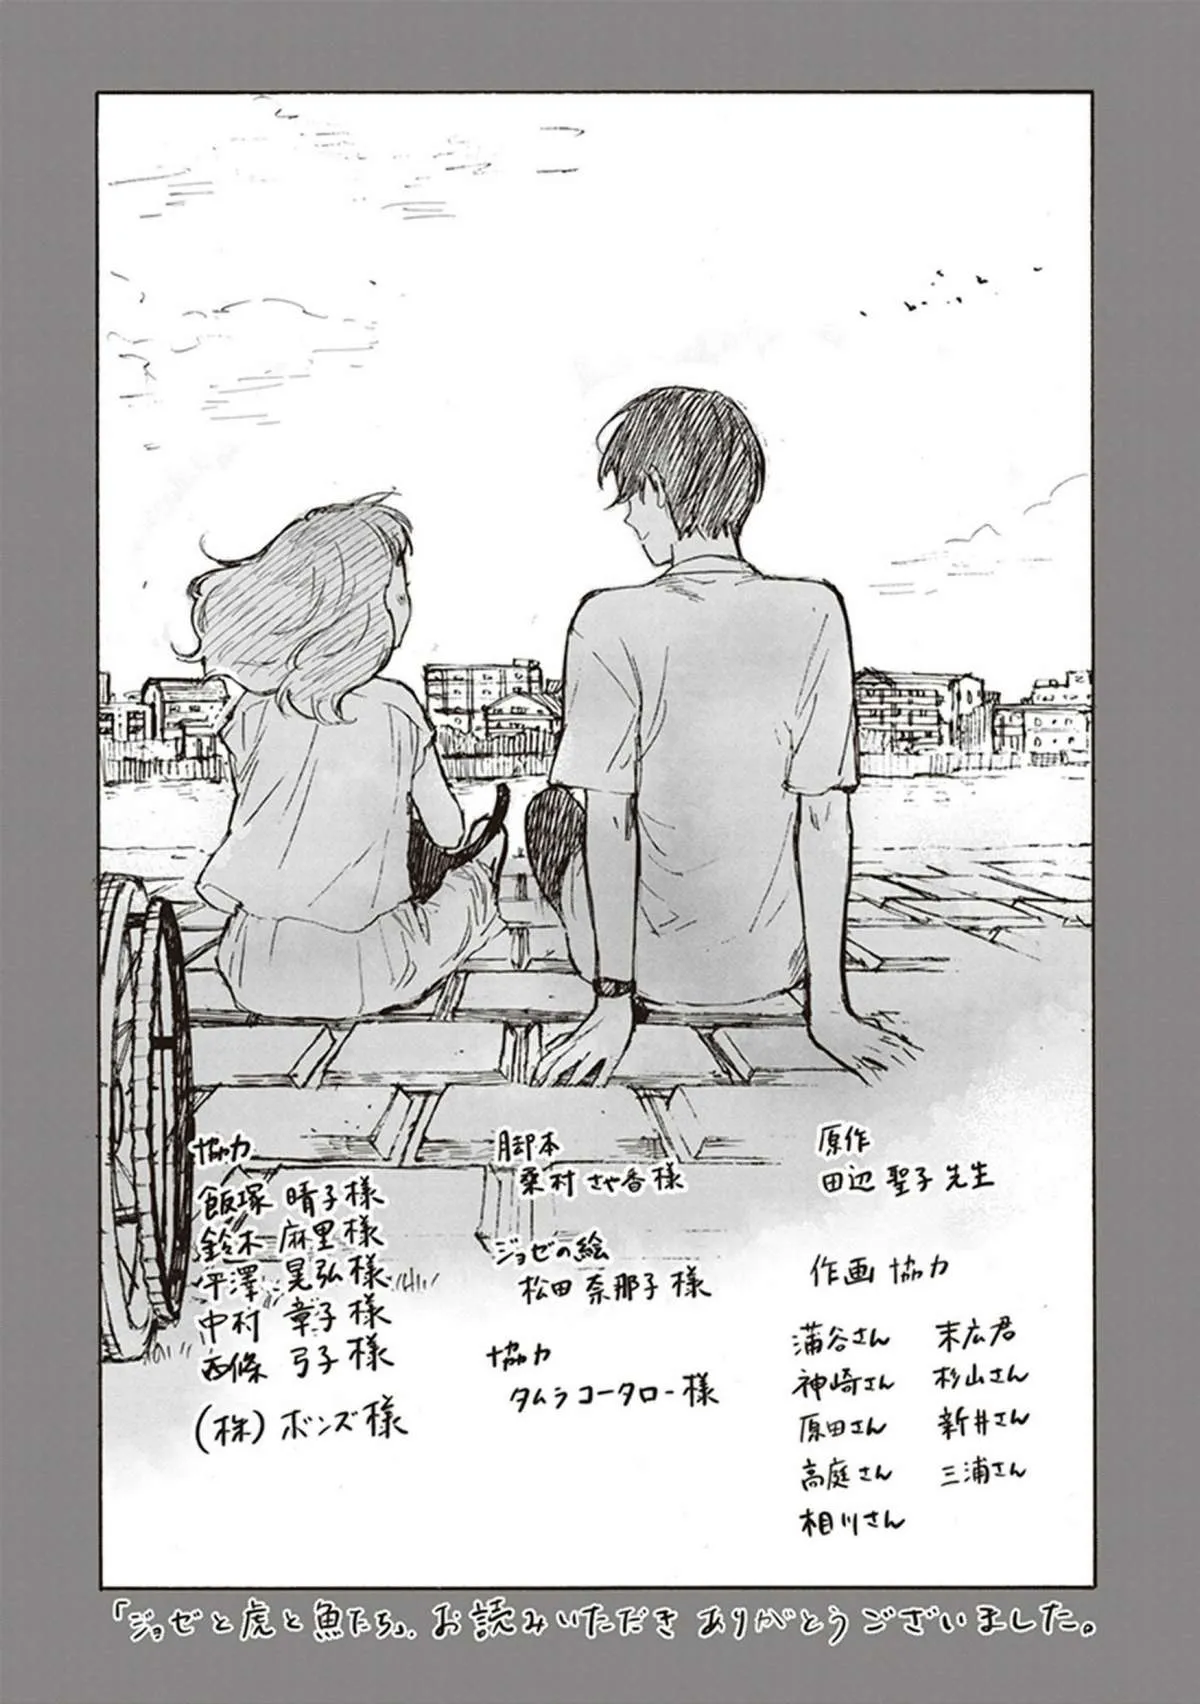 原作
田辺 聖子 先生
作画 協力
蒲谷さん 末広君
神崎さん 杉山さん
原田さん 新井さん
高庭さん 三浦さん
相川さん
脚本
桑村 さや香 様
ジョゼの絵
松田 奈那子 様
協力
タムラコータロー様
協力
飯塚 晴子様
鈴木 麻里様
平澤 晃弘様
中村 章子様
西條 弓子様
(株) ボンズ様
「ジョゼと虎と魚たち」、お読みいただき ありがとうございました。